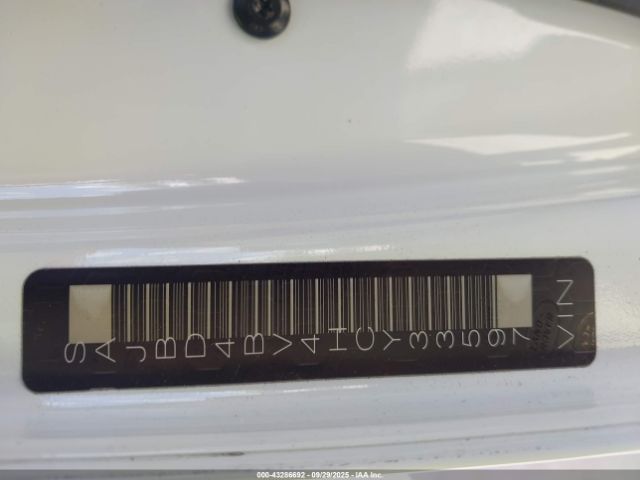 SAJBD4BV4HCY33597 VIN
000-43286692 - 09/29/2025 - IAA Inc.